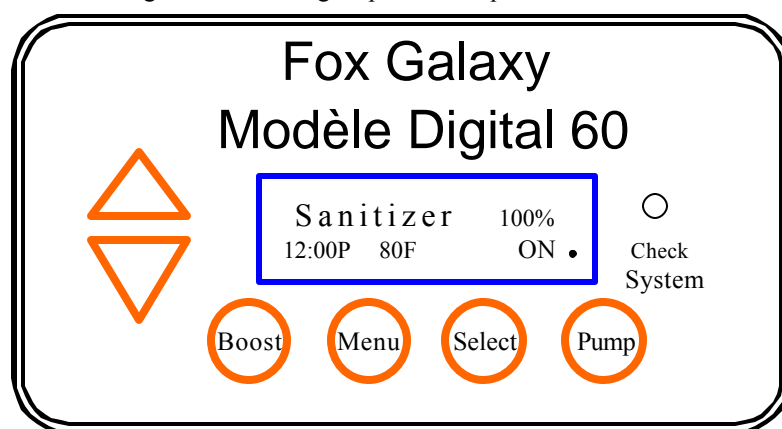 Fox Galaxy
Modèle Digital 60
Sanitizer 100%
12:00P 80F ON .
Check
System
Boost Menu Select Pump